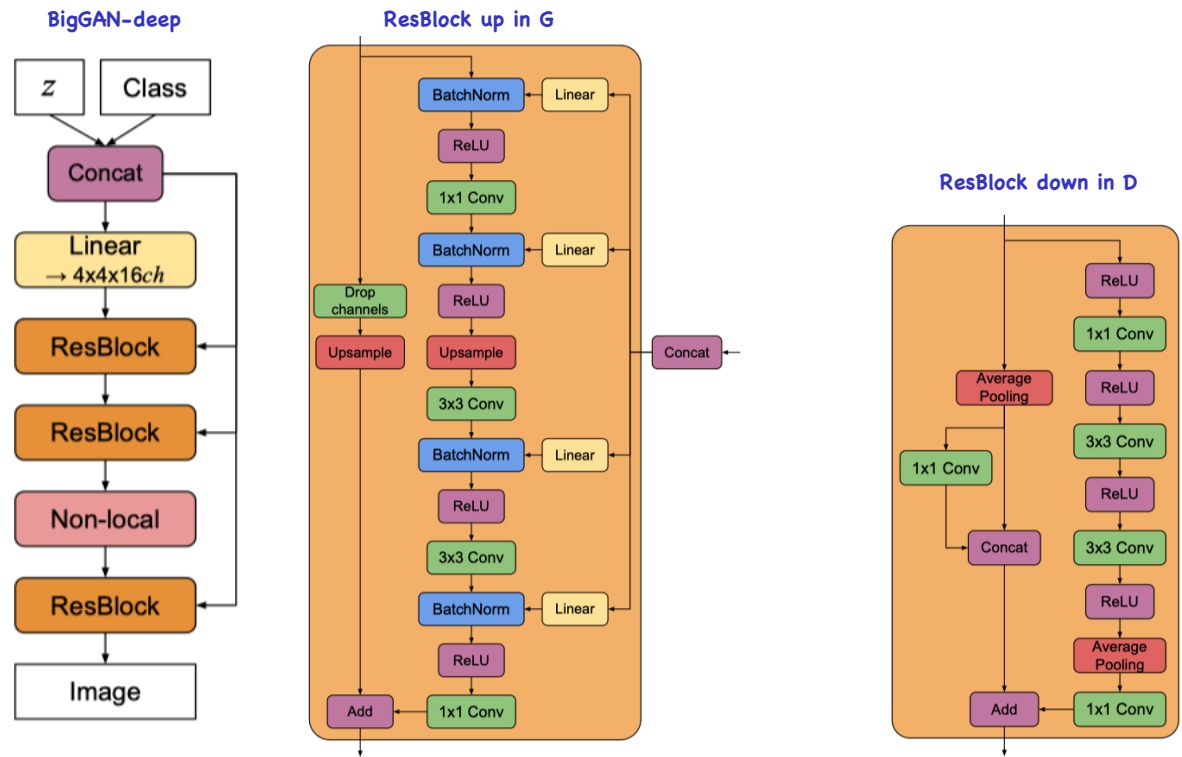 BigGAN-deep
z
Class
Concat
Linear
→ 4x4x16ch
ResBlock
ResBlock
Non-local
ResBlock
Image
ResBlock up in G
BatchNorm
Linear
ReLU
1x1 Conv
BatchNorm
Linear
Drop
channels
ReLU
Upsample
Upsample
Concat
3x3 Conv
BatchNorm
Linear
ReLU
3x3 Conv
BatchNorm
Linear
ReLU
Add
1x1 Conv
ResBlock down in D
ReLU
1x1 Conv
Average
Pooling
ReLU
1x1 Conv
3x3 Conv
ReLU
Concat
3x3 Conv
ReLU
Average
Pooling
Add
1x1 Conv